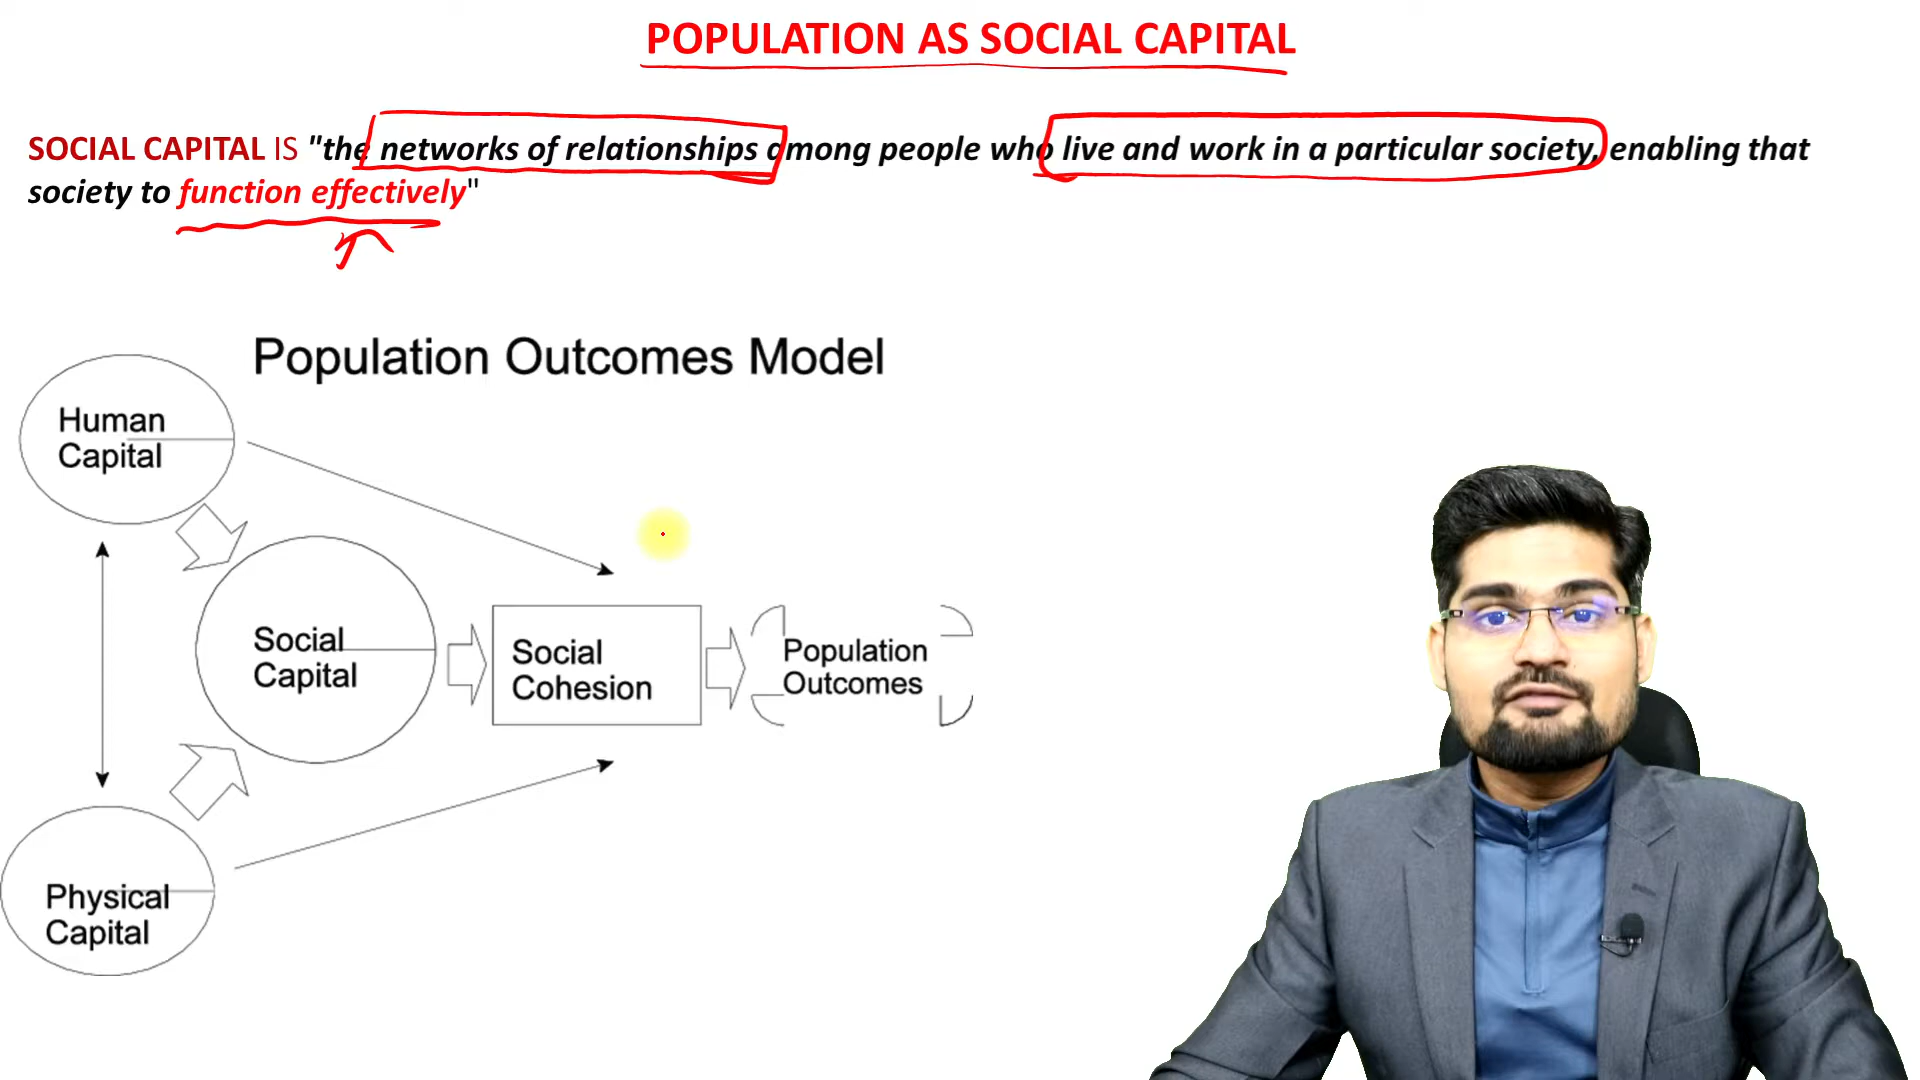 POPULATION AS SOCIAL CAPITAL
SOCIAL CAPITAL IS "the networks of relationships among people who live and work in a particular society, enabling that
society to function effectively"
Population Outcomes Model
Human
Capital
Social
Capital
Social
Cohesion
Population
Outcomes
Physical
Capital